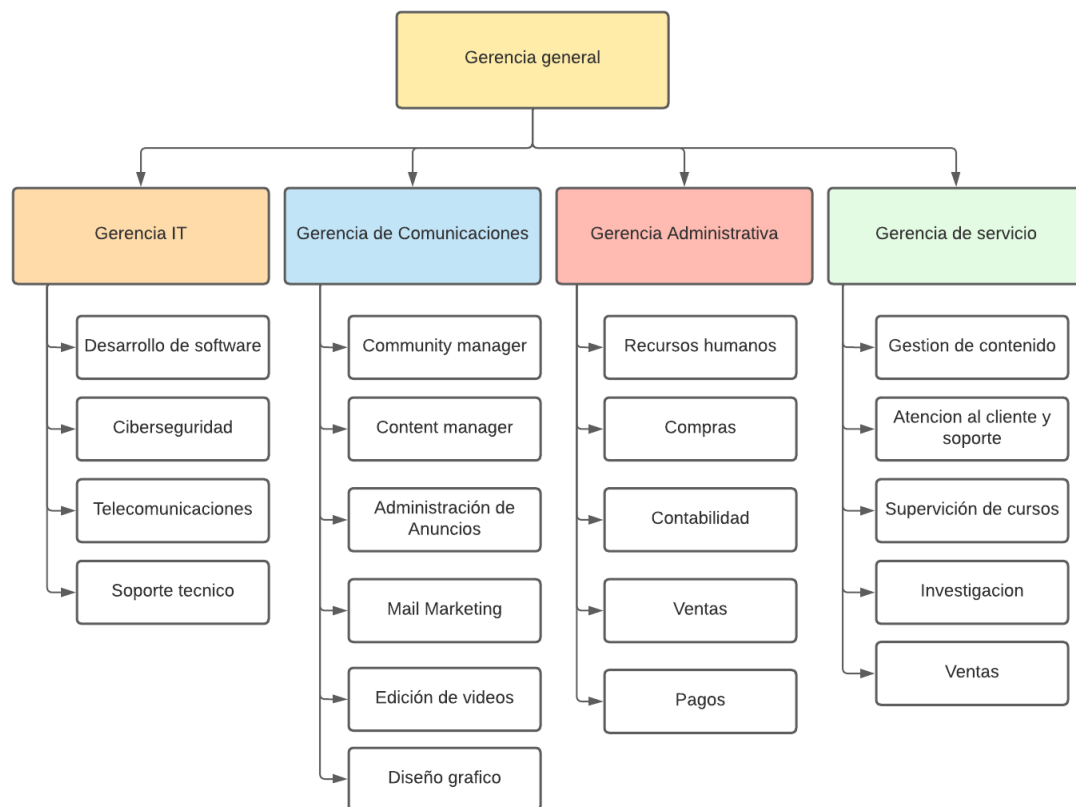 Gerencia general
Gerencia IT
Gerencia de Comunicaciones
Gerencia Administrativa
Gerencia de servicio
Desarrollo de software
Ciberseguridad
Telecomunicaciones
Soporte tecnico
Community manager
Content manager
Administración de
Anuncios
Mail Marketing
Edición de videos
Diseño grafico
Recursos humanos
Compras
Contabilidad
Ventas
Pagos
Gestion de contenido
Atencion al cliente y
soporte
Supervición de cursos
Investigacion
Ventas